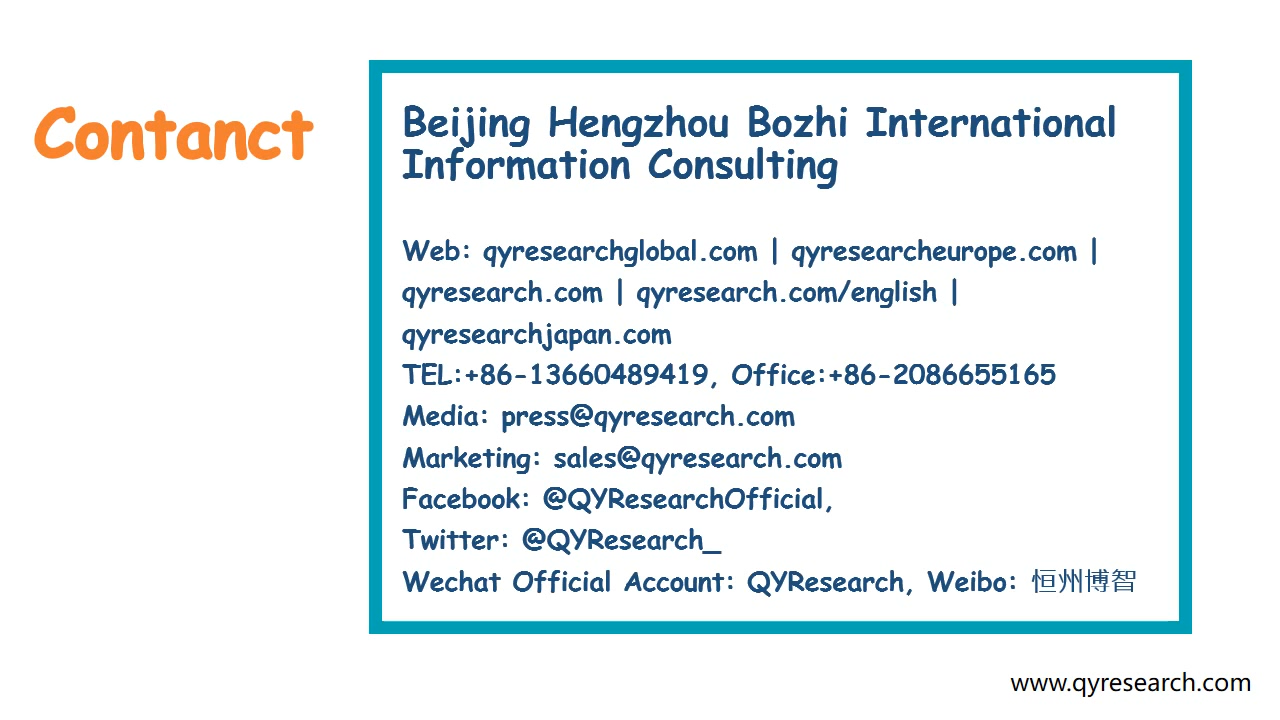 Contanct
Beijing Hengzhou Bozhi International
Information Consulting
Web: qyresearchglobal.com | qyresearcheurope.com |
qyresearch.com | qyresearch.com/english |
qyresearchjapan.com
TEL:+86-13660489419, Office:+86-2086655165
Media: press@qyresearch.com
Marketing: sales@qyresearch.com
Facebook: @QYResearchOfficial,
Twitter: @QYResearch_
Wechat Official Account: QYResearch, Weibo: 恒州博智
www.qyresearch.com